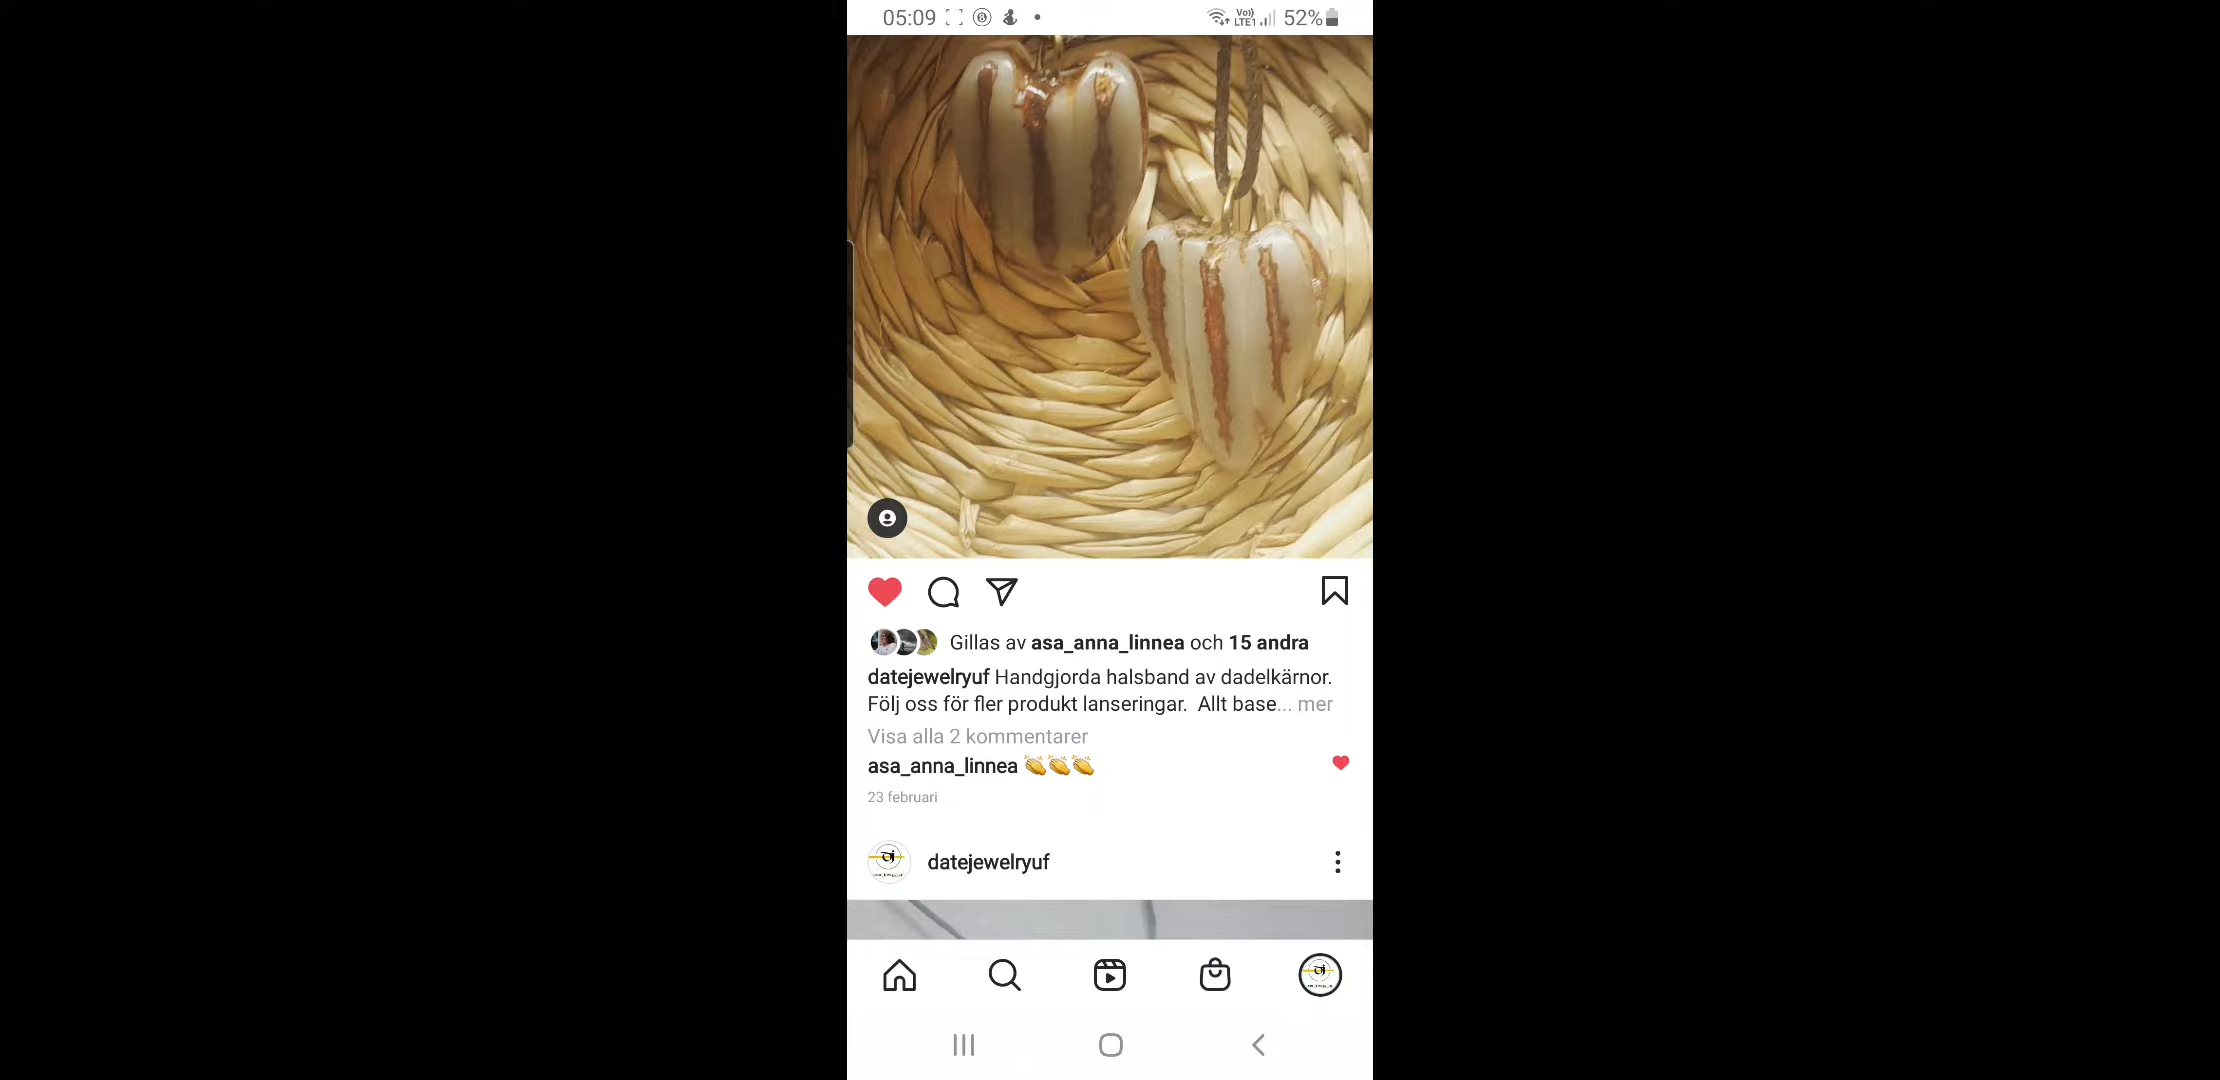 05:09 52%
Gillas av asa_anna_linnea och 15 andra
datejewelryuf Handgjorda halsband av dadelkärnor.
Följ oss för fler produkt lanseringar. Allt base... mer
Visa alla 2 kommentarer
asa_anna_linnea 👏👏👏
23 februari
datejewelryuf